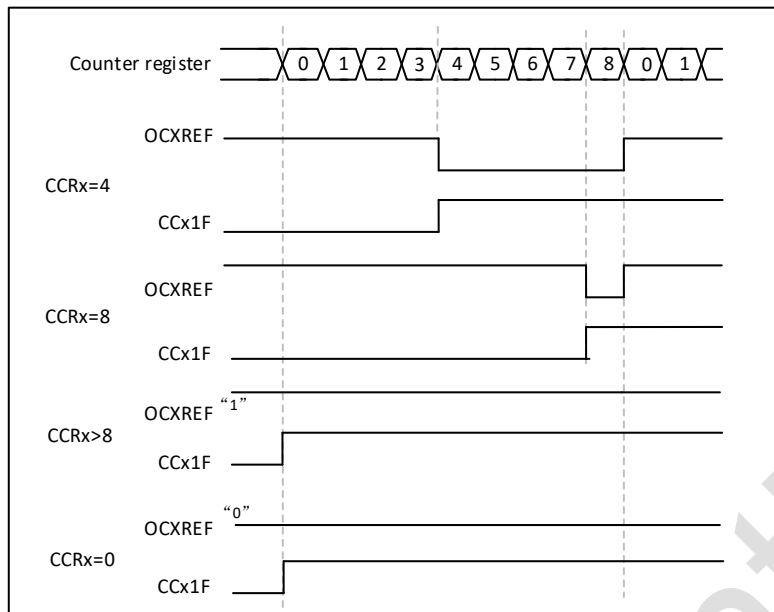 Counter register 0 1 2 3 4 5 6 7 8 0 1
OCXREF
CCRx=4
CCx1F
OCXREF
CCRx=8
CCx1F
OCXREF “1”
CCRx>8
CCx1F
OCXREF “0”
CCRx=0
CCx1F